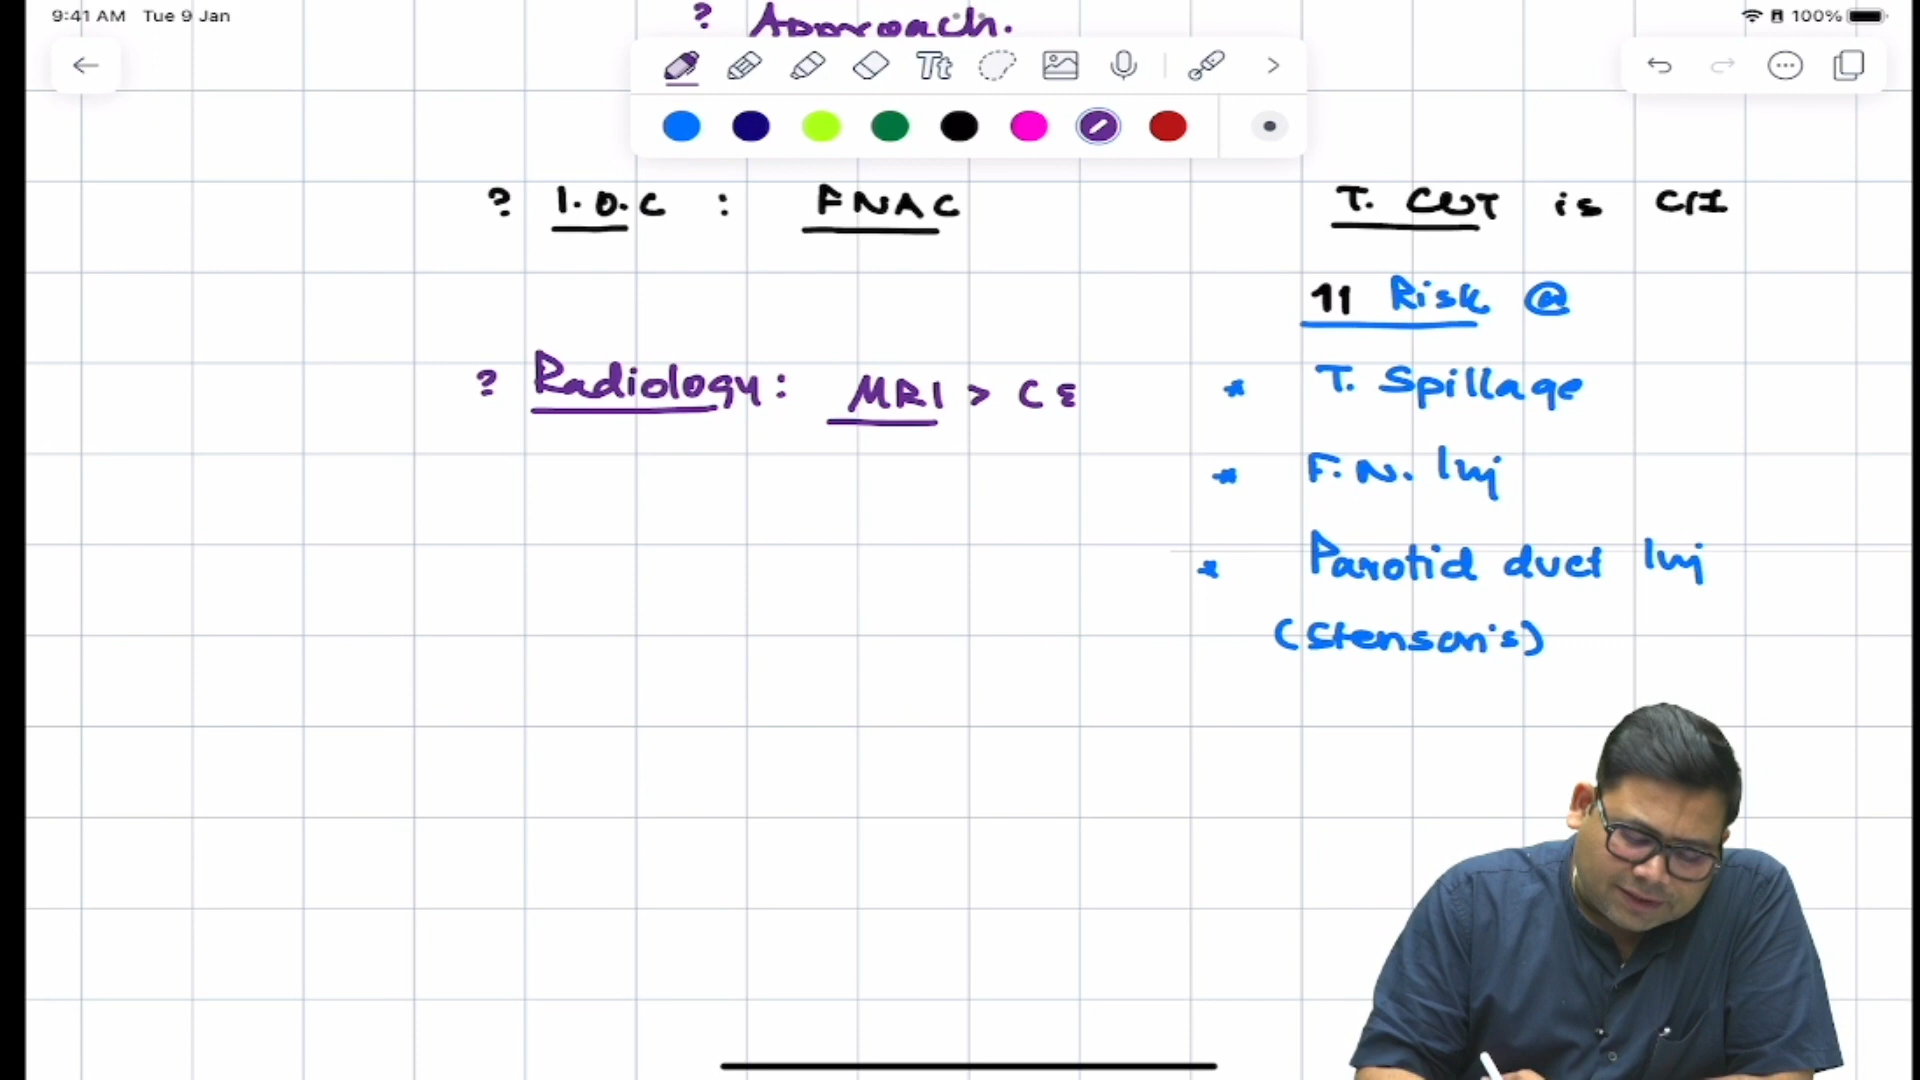 9:41 AM Tue 9 Jan
100%
? Approach.
Tt
? I.O.C : FNAC
T. CUT is C/I
↑↑ Risk @
? Radiology: MRI > CE
* T. Spillage
* F.N. Inj
* Parotid duct Inj
(Stenson's)